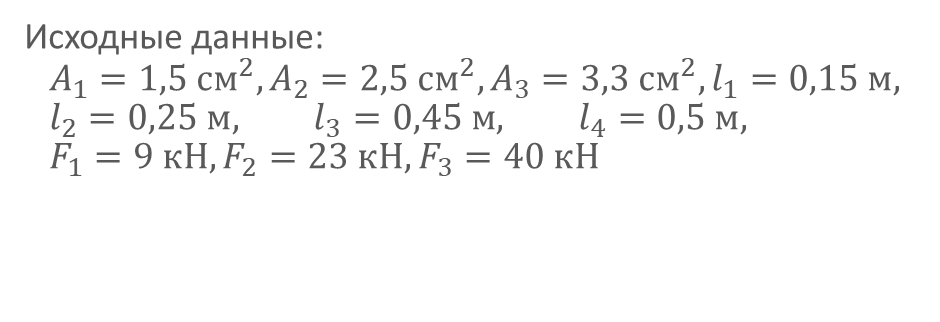 Исходные данные:
A₁ = 1,5 см², A₂ = 2,5 см², A₃ = 3,3 см², l₁ = 0,15 м,
l₂ = 0,25 м, l₃ = 0,45 м, l₄ = 0,5 м,
F₁ = 9 кН, F₂ = 23 кН, F₃ = 40 кН